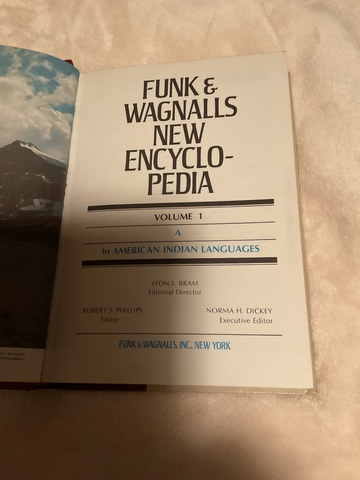 FUNK &
WAGNALLS
NEW
ENCYCLO-
PEDIA
VOLUME 1
A
to AMERICAN INDIAN LANGUAGES
LEON L. BRAM
Editorial Director
ROBERT S. PHILLIPS
Editor
NORMA H. DICKEY
Executive Editor
FUNK & WAGNALLS, INC., NEW YORK